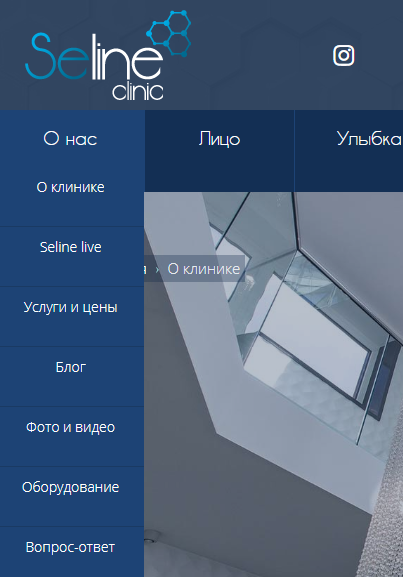 Seline
clinic
О нас
Лицо
Улыбка
О клинике
Seline live
› О клинике
Услуги и цены
Блог
Фото и видео
Оборудование
Вопрос-ответ